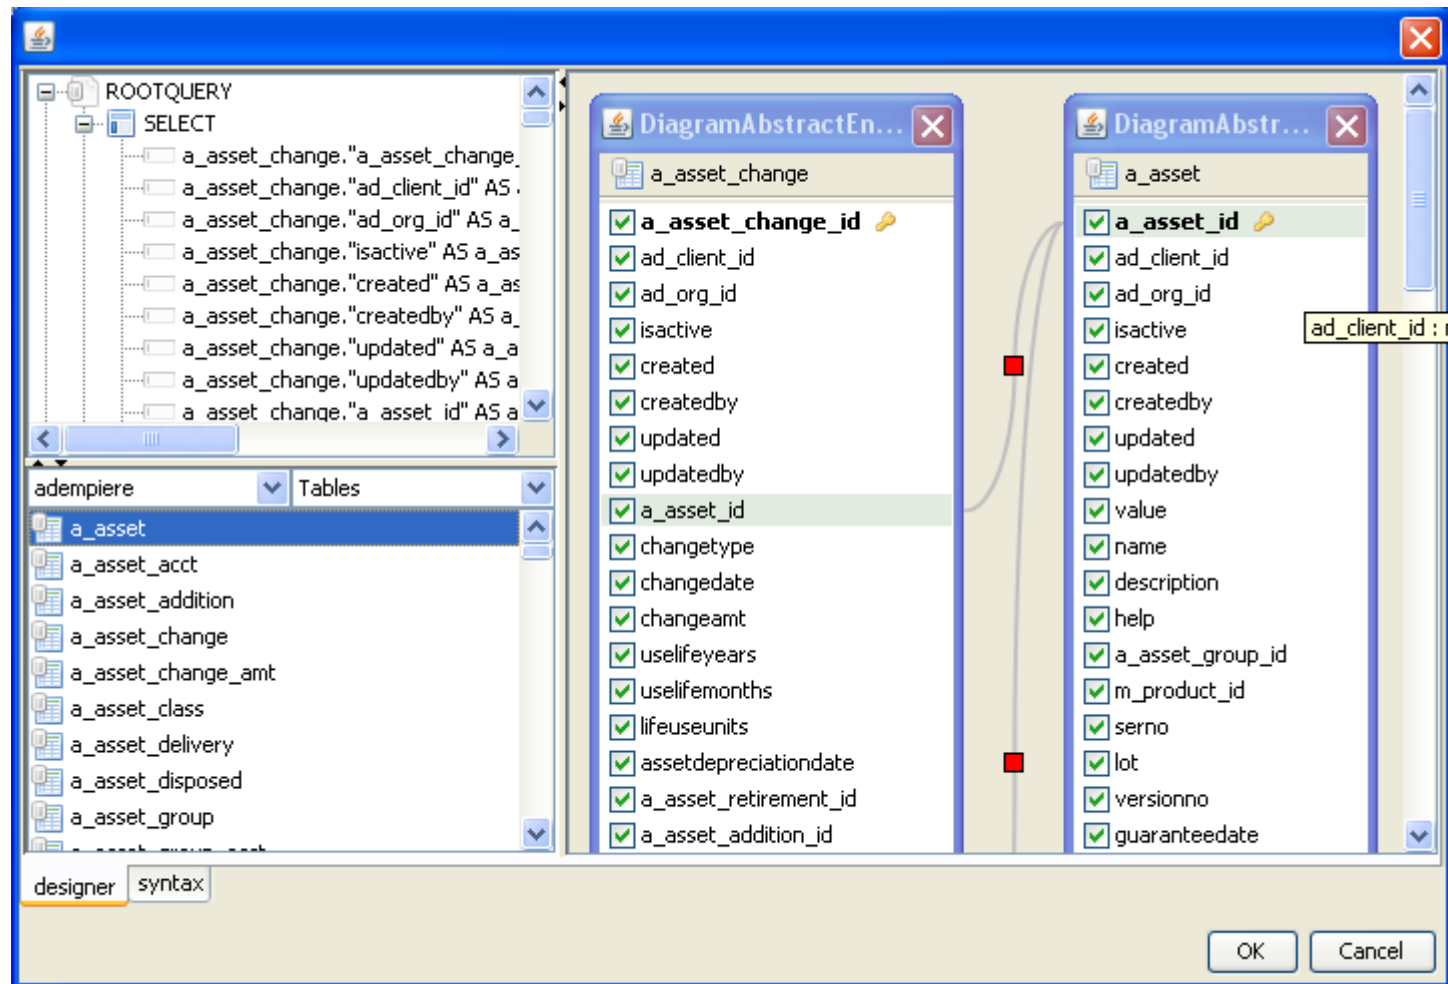 ROOTQUERY
SELECT
a_asset_change."a_asset_change_
a_asset_change."ad_client_id" AS
a_asset_change."ad_org_id" AS a_
a_asset_change."isactive" AS a_as
a_asset_change."created" AS a_as
a_asset_change."createdby" AS a_
a_asset_change."updated" AS a_a
a_asset_change."updatedby" AS a
a_asset_change."a_asset_id" AS a
adempiere
Tables
a_asset
a_asset_acct
a_asset_addition
a_asset_change
a_asset_change_amt
a_asset_class
a_asset_delivery
a_asset_disposed
a_asset_group
DiagramAbstractEn...
a_asset_change
a_asset_change_id
ad_client_id
ad_org_id
isactive
created
createdby
updated
updatedby
a_asset_id
changetype
changedate
changeamt
uselifeyears
uselifemonths
lifeuseunits
assetdepreciationdate
a_asset_retirement_id
a_asset_addition_id
DiagramAbstr...
a_asset
a_asset_id
ad_client_id
ad_org_id
isactive
created
createdby
updated
updatedby
value
name
description
help
a_asset_group_id
m_product_id
serno
lot
versionno
guaranteedate
ad_client_id :
designer
syntax
OK
Cancel